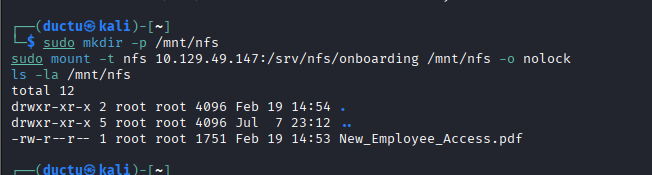 ┌──(ductu㉿kali)-[~]
└─$ sudo mkdir -p /mnt/nfs
sudo mount -t nfs 10.129.49.147:/srv/nfs/onboarding /mnt/nfs -o nolock
ls -la /mnt/nfs
total 12
drwxr-xr-x 2 root root 4096 Feb 19 14:54 .
drwxr-xr-x 5 root root 4096 Jul  7 23:12 ..
-rw-r--r-- 1 root root 1751 Feb 19 14:53 New_Employee_Access.pdf
┌──(ductu㉿kali)-[~]